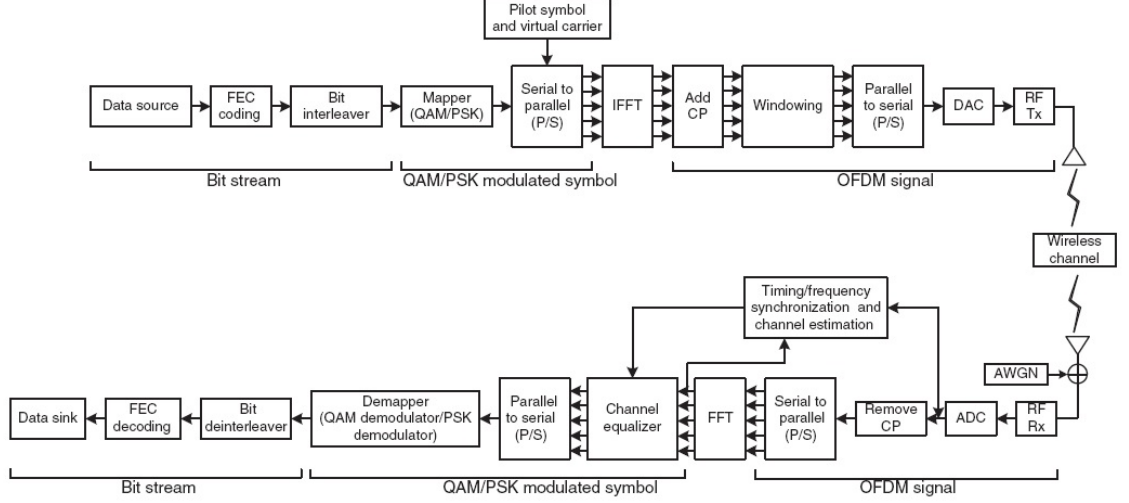 Pilot symbol
and virtual carrier
Data source
FEC
coding
Bit
interleaver
Mapper
(QAM/PSK)
Serial to
parallel
(P/S)
IFFT
Add
CP
Windowing
Parallel
to serial
(P/S)
DAC
RF
Tx
Bit stream
QAM/PSK modulated symbol
OFDM signal
Wireless
channel
Timing/frequency
synchronization and
channel estimation
AWGN
Data sink
FEC
decoding
Bit
deinterleaver
Demapper
(QAM demodulator/PSK
demodulator)
Parallel
to serial
(P/S)
Channel
equalizer
FFT
Serial to
parallel
(P/S)
Remove
CP
ADC
RF
Rx
Bit stream
QAM/PSK modulated symbol
OFDM signal